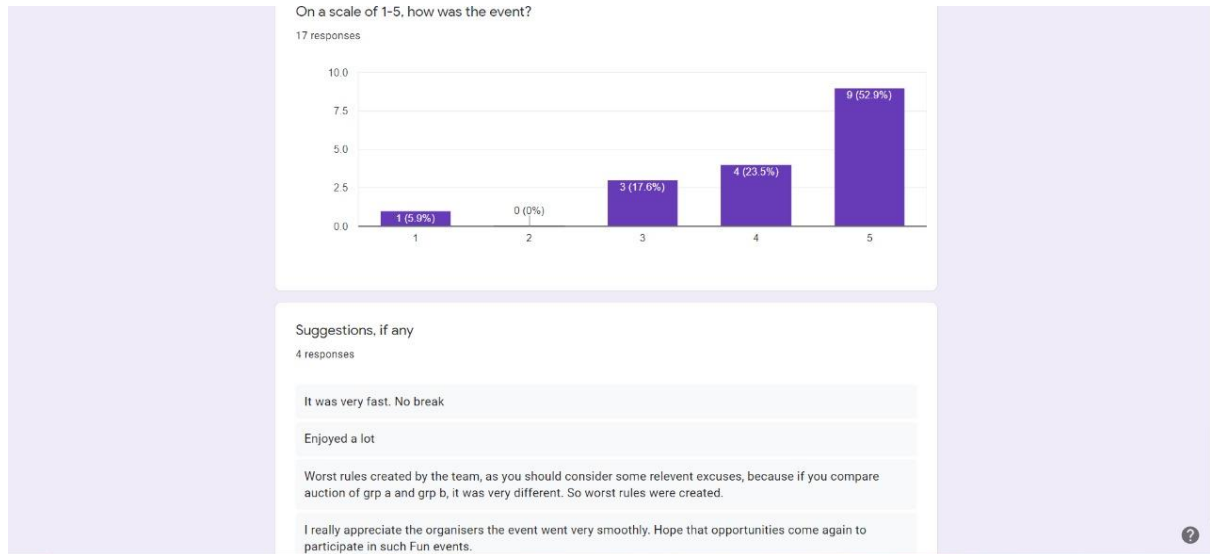 On a scale of 1-5, how was the event?
17 responses
10.0
7.5
5.0
2.5
0.0
1 (5.9%)
0 (0%)
3 (17.6%)
4 (23.5%)
9 (52.9%)
1
2
3
4
5
Suggestions, if any
4 responses
It was very fast. No break
Enjoyed a lot
Worst rules created by the team, as you should consider some relevent excuses, because if you compare
auction of grp a and grp b, it was very different. So worst rules were created.
I really appreciate the organisers the event went very smoothly. Hope that opportunities come again to
participate in such Fun events.
?